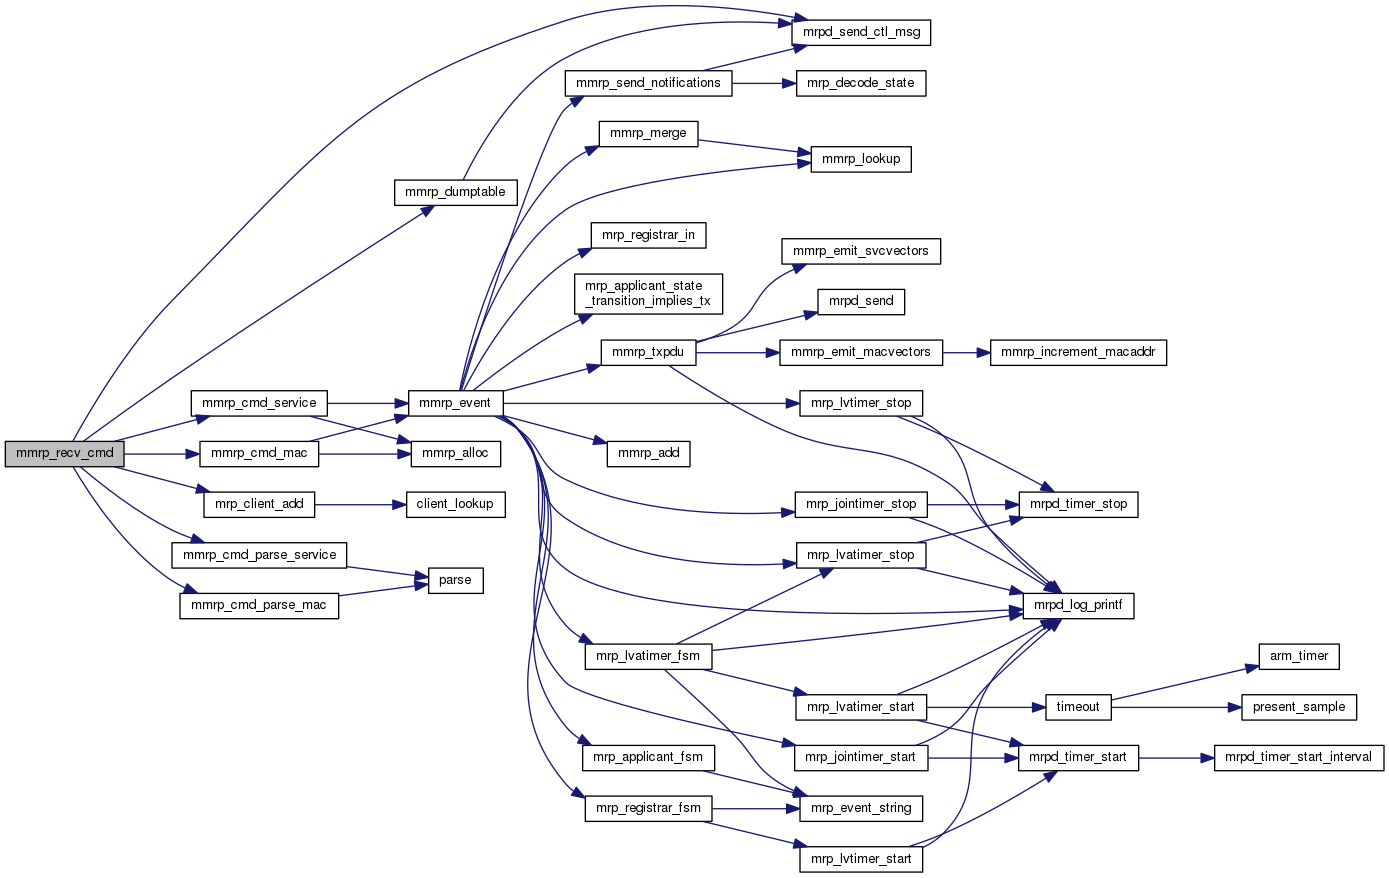 mrpd_send_ctl_msg
mmrp_send_notifications
mrp_decode_state
mmrp_merge
mmrp_lookup
mmrp_dumptable
mrp_registrar_in
mmrp_emit_svcvectors
mrp_applicant_state
_transition_implies_tx
mrpd_send
mmrp_txpdu
mmrp_emit_macvectors
mmrp_increment_macaddr
mmrp_cmd_service
mmrp_event
mrp_lvtimer_stop
mmrp_recv_cmd
mmrp_cmd_mac
mmrp_alloc
mmrp_add
mrp_client_add
client_lookup
mrp_jointimer_stop
mrpd_timer_stop
mmrp_cmd_parse_service
mrp_lvatimer_stop
parse
mmrp_cmd_parse_mac
mrpd_log_printf
mrp_lvatimer_fsm
arm_timer
mrp_lvatimer_start
timeout
present_sample
mrp_applicant_fsm
mrp_jointimer_start
mrpd_timer_start
mrpd_timer_start_interval
mrp_registrar_fsm
mrp_event_string
mrp_lvtimer_start